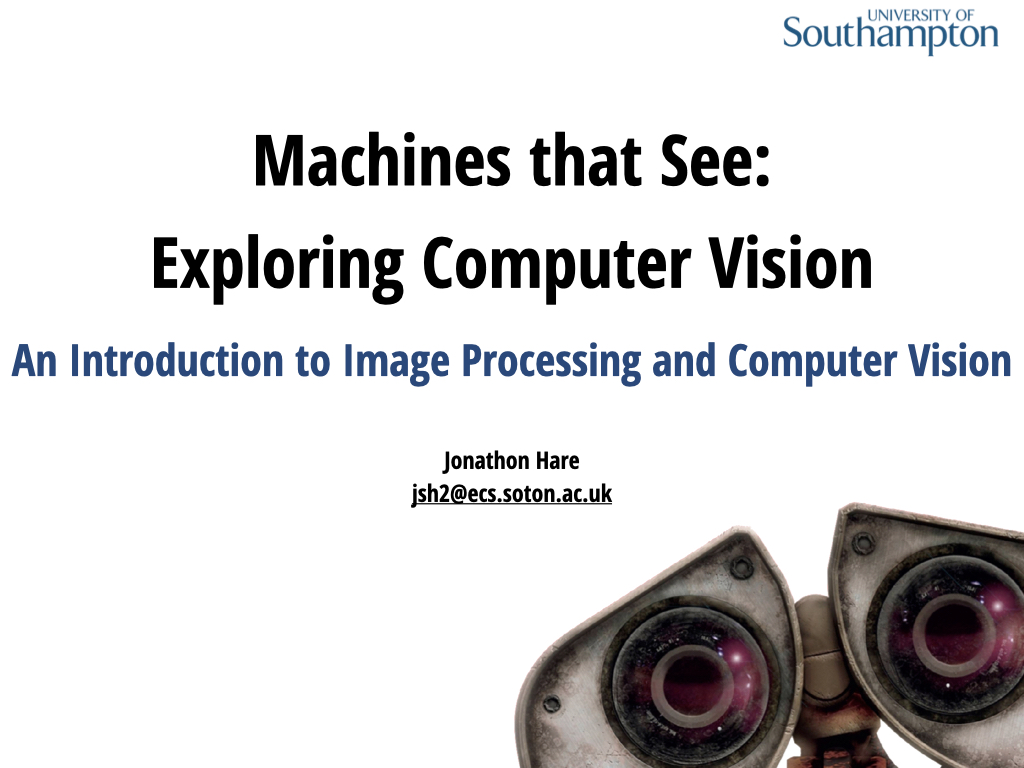 UNIVERSITY OF
Southampton
Machines that See:
Exploring Computer Vision
An Introduction to Image Processing and Computer Vision
Jonathon Hare
jsh2@ecs.soton.ac.uk